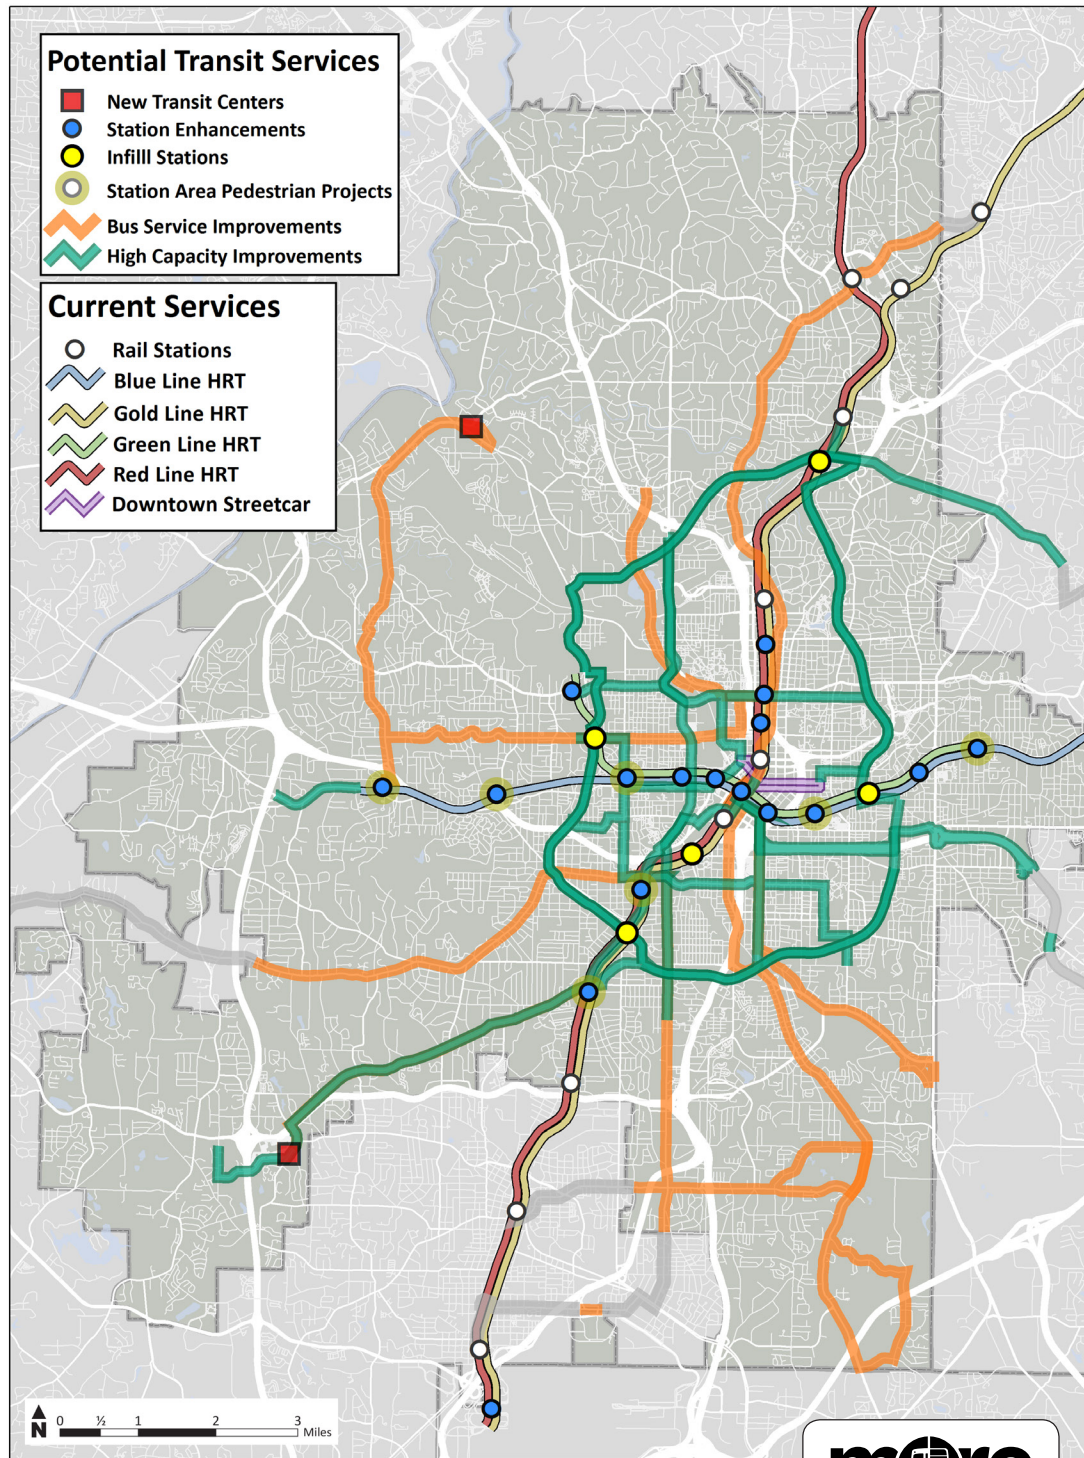 Potential Transit Services
New Transit Centers
Station Enhancements
Infilll Stations
Station Area Pedestrian Projects
Bus Service Improvements
High Capacity Improvements
Current Services
Rail Stations
Blue Line HRT
Gold Line HRT
Green Line HRT
Red Line HRT
Downtown Streetcar
N
0 ½ 1 2 3
Miles